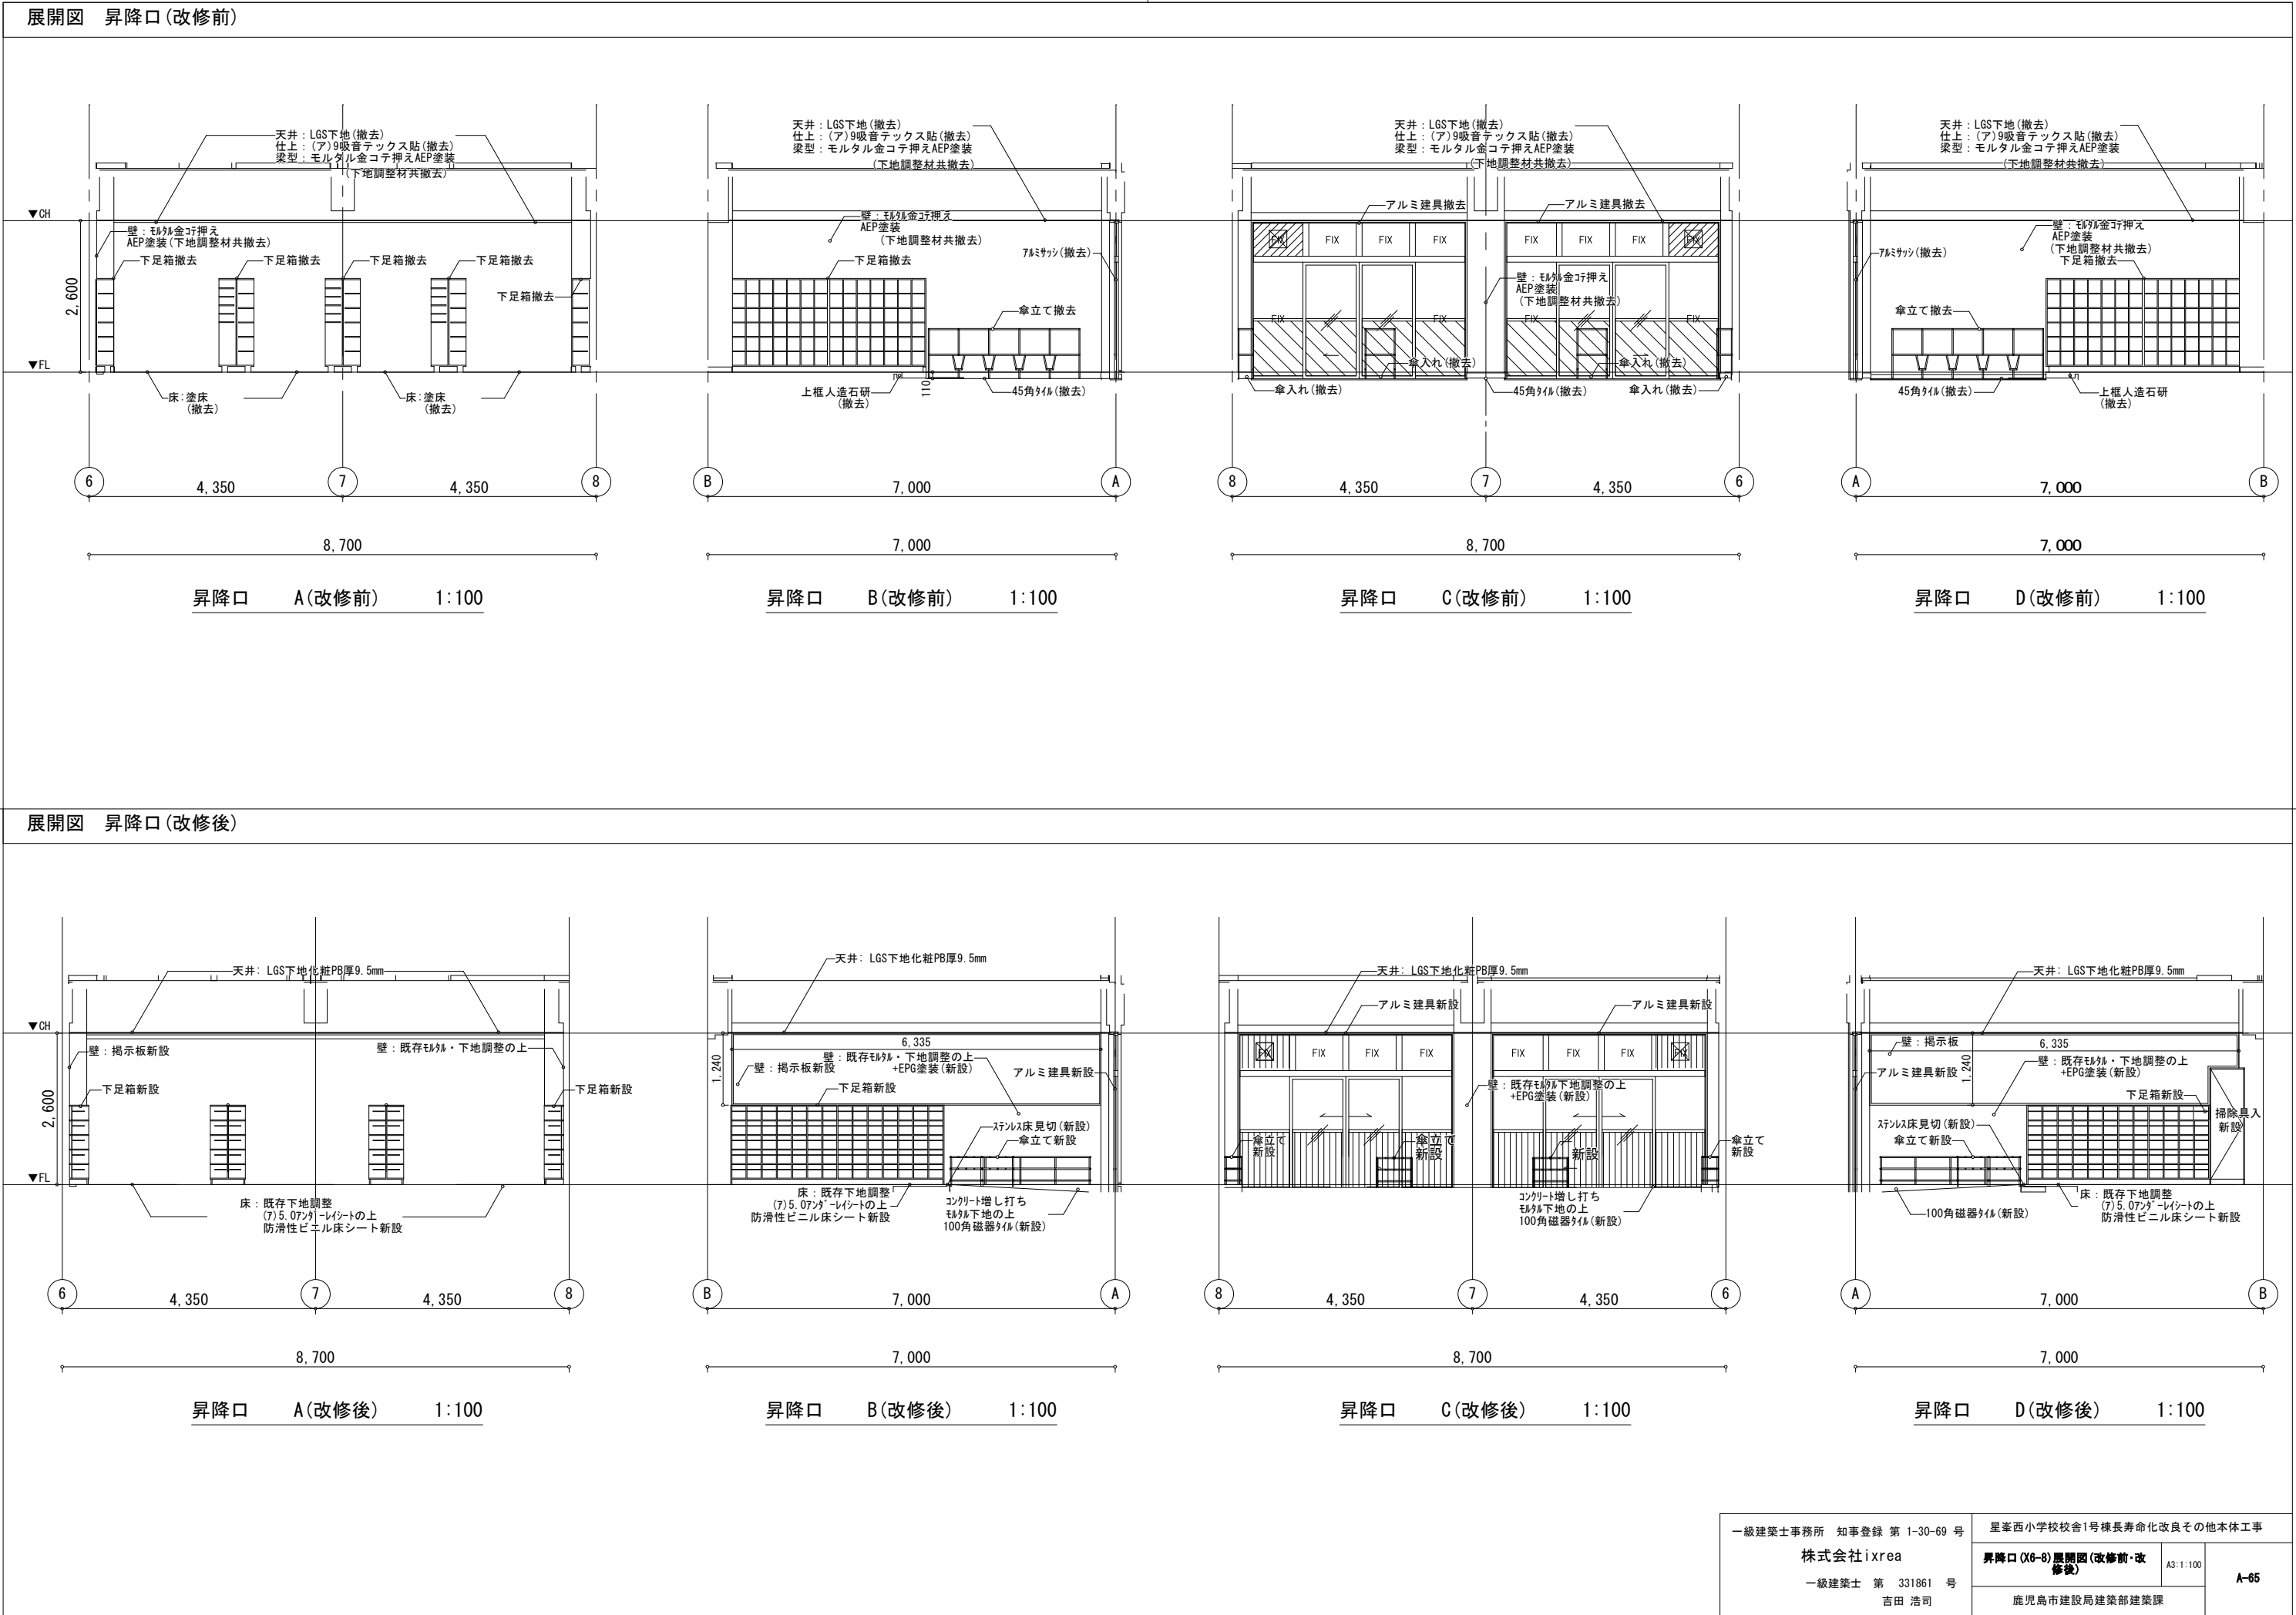 展開図　昇降口(改修前)
天井：LGS下地(撤去)
仕上：(ア)9吸音テックス貼(撤去)
梁型：モルタル金コテ押えAEP塗装
(下地調整材共撤去)
▼CH
壁：ﾓﾙﾀﾙ金ｺﾃ押え
AEP塗装(下地調整材共撤去)
下足箱撤去
下足箱撤去
下足箱撤去
下足箱撤去
下足箱撤去
2,600
▼FL
床:塗床
(撤去)
床:塗床
(撤去)
6
4,350
7
4,350
8
8,700
昇降口　A(改修前)　1:100
天井：LGS下地(撤去)
仕上：(ア)9吸音テックス貼(撤去)
梁型：モルタル金コテ押えAEP塗装
(下地調整材共撤去)
壁：ﾓﾙﾀﾙ金ｺﾃ押え
AEP塗装
(下地調整材共撤去)
ｱﾙﾐｻｯｼ(撤去)
下足箱撤去
傘立て撤去
上框人造石研
(撤去)
110
45角ﾀｲﾙ(撤去)
B
7,000
A
7,000
昇降口　B(改修前)　1:100
天井：LGS下地(撤去)
仕上：(ア)9吸音テックス貼(撤去)
梁型：モルタル金コテ押えAEP塗装
(下地調整材共撤去)
アルミ建具撤去
アルミ建具撤去
FIX
FIX
FIX
FIX
FIX
FIX
FIX
FIX
壁：ﾓﾙﾀﾙ金ｺﾃ押え
AEP塗装
(下地調整材共撤去)
FIX
FIX
FIX
FIX
傘入れ(撤去)
傘入れ(撤去)
傘入れ(撤去)
45角ﾀｲﾙ(撤去)
傘入れ(撤去)
8
4,350
7
4,350
6
8,700
昇降口　C(改修前)　1:100
天井：LGS下地(撤去)
仕上：(ア)9吸音テックス貼(撤去)
梁型：モルタル金コテ押えAEP塗装
(下地調整材共撤去)
壁：ﾓﾙﾀﾙ金ｺﾃ押え
AEP塗装
(下地調整材共撤去)
下足箱撤去
ｱﾙﾐｻｯｼ(撤去)
傘立て撤去
45角ﾀｲﾙ(撤去)
上框人造石研
(撤去)
A
7,000
B
7,000
昇降口　D(改修前)　1:100
展開図　昇降口(改修後)
天井：LGS下地化粧PB厚9.5mm
▼CH
壁：掲示板新設
壁：既存ﾓﾙﾀﾙ・下地調整の上
下足箱新設
下足箱新設
2,600
▼FL
床：既存下地調整
(ｱ)5.0ｱﾝﾀﾞｰﾚｲｼｰﾄの上
防滑性ビニル床シート新設
6
4,350
7
4,350
8
8,700
昇降口　A(改修後)　1:100
天井：LGS下地化粧PB厚9.5mm
6,335
1,240
壁：既存ﾓﾙﾀﾙ・下地調整の上
+EPG塗装(新設)
壁：掲示板新設
アルミ建具新設
下足箱新設
ｽﾃﾝﾚｽ床見切(新設)
傘立て新設
床：既存下地調整
(ｱ)5.0ｱﾝﾀﾞｰﾚｲｼｰﾄの上
防滑性ビニル床シート新設
ｺﾝｸﾘｰﾄ増し打ち
ﾓﾙﾀﾙ下地の上
100角磁器ﾀｲﾙ(新設)
B
7,000
A
7,000
昇降口　B(改修後)　1:100
天井：LGS下地化粧PB厚9.5mm
アルミ建具新設
アルミ建具新設
FIX
FIX
FIX
FIX
FIX
FIX
FIX
FIX
壁：既存ﾓﾙﾀﾙ下地調整の上
+EPG塗装(新設)
傘立て
新設
傘立て
新設
新設
傘立て
新設
ｺﾝｸﾘｰﾄ増し打ち
ﾓﾙﾀﾙ下地の上
100角磁器ﾀｲﾙ(新設)
8
4,350
7
4,350
6
8,700
昇降口　C(改修後)　1:100
天井：LGS下地化粧PB厚9.5mm
壁：掲示板
6,335
1,240
壁：既存ﾓﾙﾀﾙ・下地調整の上
+EPG塗装(新設)
アルミ建具新設
下足箱新設
掃除具入
新設
ｽﾃﾝﾚｽ床見切(新設)
傘立て新設
100角磁器ﾀｲﾙ(新設)
床：既存下地調整
(ｱ)5.0ｱﾝﾀﾞｰﾚｲｼｰﾄの上
防滑性ビニル床シート新設
A
7,000
B
7,000
昇降口　D(改修後)　1:100
一級建築士事務所　知事登録 第 1-30-69 号
株式会社ixrea
一級建築士　第　331861　号
吉田 浩司
星峯西小学校校舎1号棟長寿命化改良その他本体工事
昇降口(X6-8)展開図(改修前・改
修後)
A3:1:100
A-65
鹿児島市建設局建築部建築課